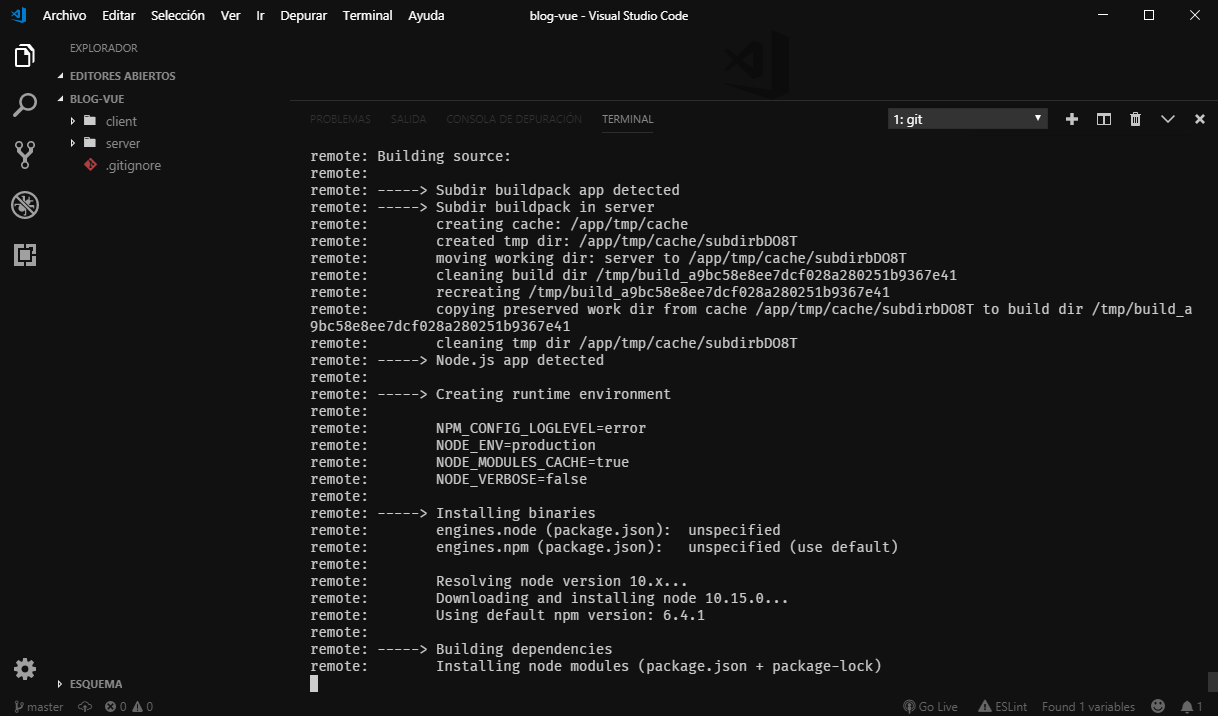 Archivo Editar Selección Ver Ir Depurar Terminal Ayuda blog-vue - Visual Studio Code
EXPLORADOR
EDITORES ABIERTOS
BLOG-VUE
client
server
.gitignore
ESQUEMA
PROBLEMAS SALIDA CONSOLA DE DEPURACIÓN TERMINAL 1: git
remote: Building source:
remote:
remote: -----> Subdir buildpack app detected
remote: -----> Subdir buildpack in server
remote:        creating cache: /app/tmp/cache
remote:        created tmp dir: /app/tmp/cache/subdirbDO8T
remote:        moving working dir: server to /app/tmp/cache/subdirbDO8T
remote:        cleaning build dir /tmp/build_a9bc58e8ee7dcf028a280251b9367e41
remote:        recreating /tmp/build_a9bc58e8ee7dcf028a280251b9367e41
remote:        copying preserved work dir from cache /app/tmp/cache/subdirbDO8T to build dir /tmp/build_a
9bc58e8ee7dcf028a280251b9367e41
remote:        cleaning tmp dir /app/tmp/cache/subdirbDO8T
remote: -----> Node.js app detected
remote:
remote: -----> Creating runtime environment
remote:
remote:        NPM_CONFIG_LOGLEVEL=error
remote:        NODE_ENV=production
remote:        NODE_MODULES_CACHE=true
remote:        NODE_VERBOSE=false
remote:
remote: -----> Installing binaries
remote:        engines.node (package.json):  unspecified
remote:        engines.npm (package.json):   unspecified (use default)
remote:
remote:        Resolving node version 10.x...
remote:        Downloading and installing node 10.15.0...
remote:        Using default npm version: 6.4.1
remote:
remote: -----> Building dependencies
remote:        Installing node modules (package.json + package-lock)
master 0 0 Go Live ESLint Found 1 variables 1